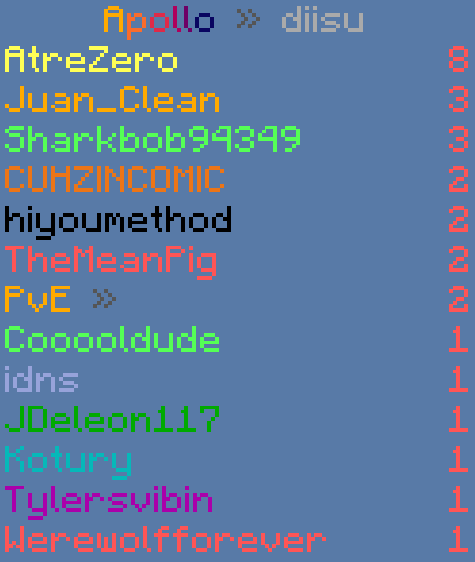 Apollo » diisu
AtreZero 8
Juan_Clean 3
Sharkbob94349 3
CUHZINCOMIC 2
hiyoumethod 2
TheMeanPig 2
PvE » 2
Cooooldude 1
idns 1
JDeleon117 1
Kotury 1
Tylersvibin 1
Werewolfforever 1